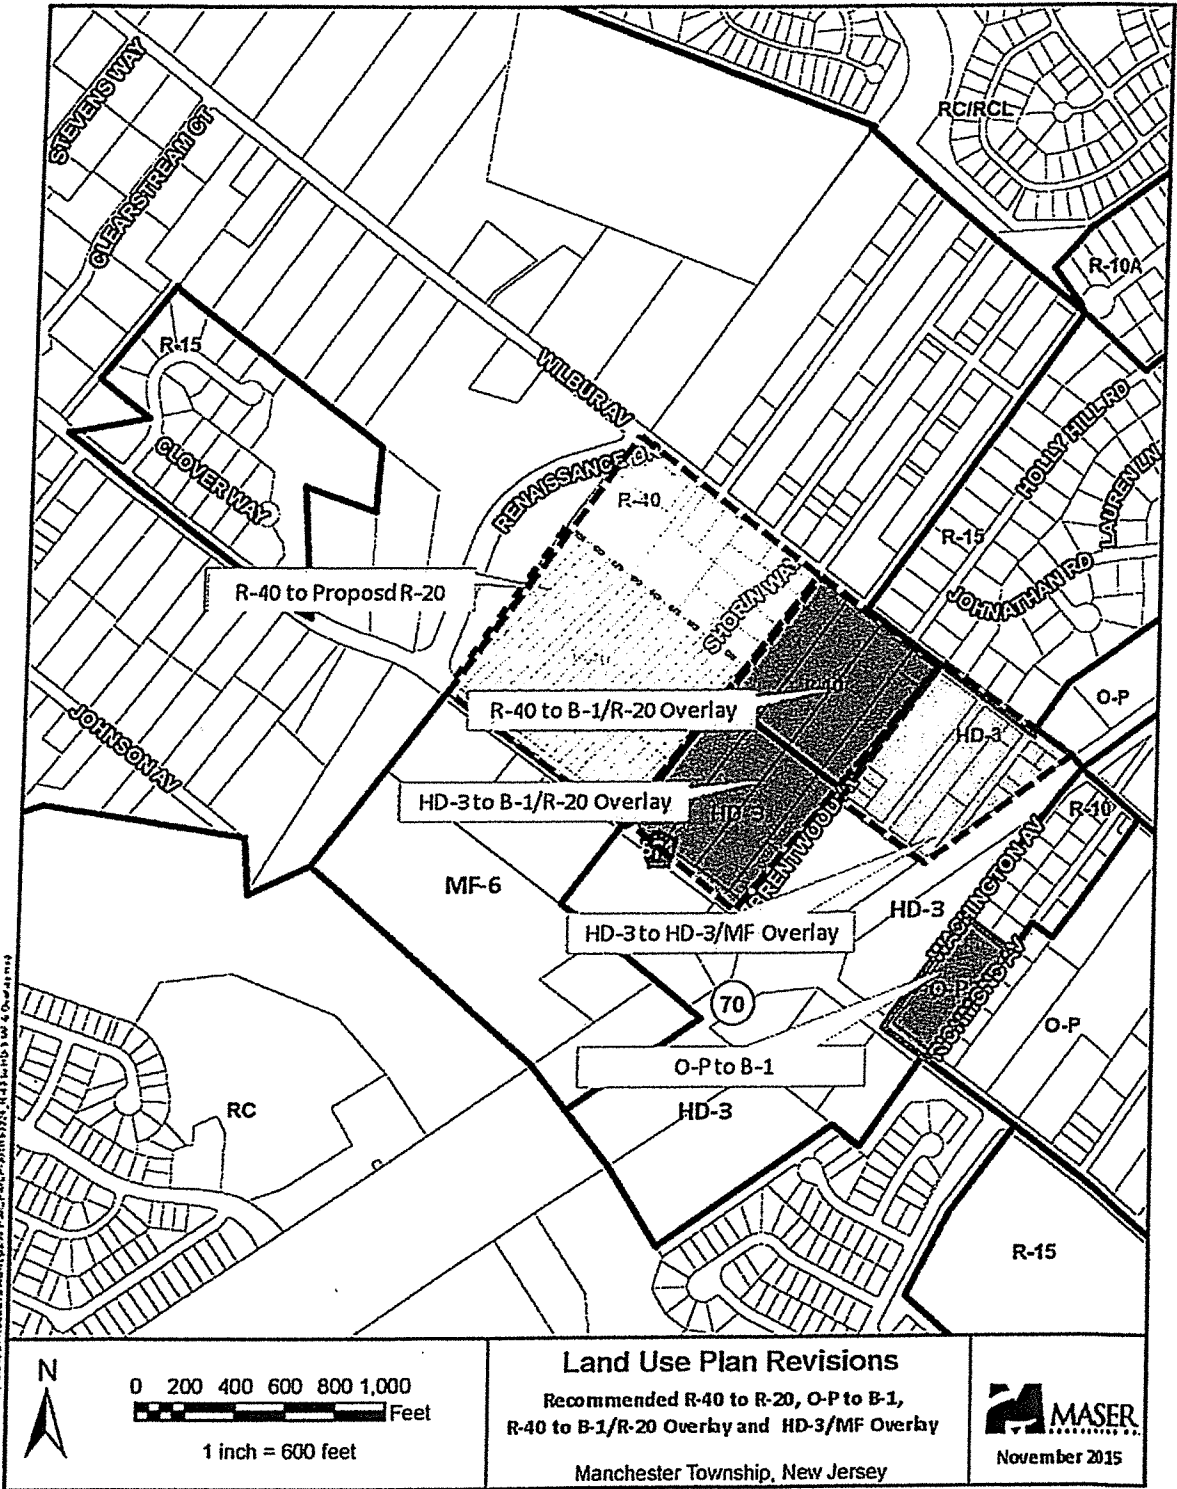 STEVENS WAY
CLEARSTREAM CT
RC/RCL
R-10A
R-15
WILBUR AV
CLOVER WAY
RENAISSANCE DR
R-40
HOLLY HILL RD
LAUREN LN
R-15
JOHNATHAN RD
R-40 to Proposd R-20
SHORIN WAY
R-40
O-P
R-40 to B-1/R-20 Overlay
JOHNSON AV
HD-3
HD-3 to B-1/R-20 Overlay
HD-3
R-10
BRENTWOOD
WASHINGTON AV
MF-6
HD-3
HD-3 to HD-3/MF Overlay
RICHMOND AV
O-P
70
O-P
O-P to B-1
RC
HD-3
R-15
N
0 200 400 600 800 1,000
Feet
1 inch = 600 feet
Land Use Plan Revisions
Recommended R-40 to R-20, O-P to B-1,
R-40 to B-1/R-20 Overlay and HD-3/MF Overlay
Manchester Township, New Jersey
MASER
November 2015